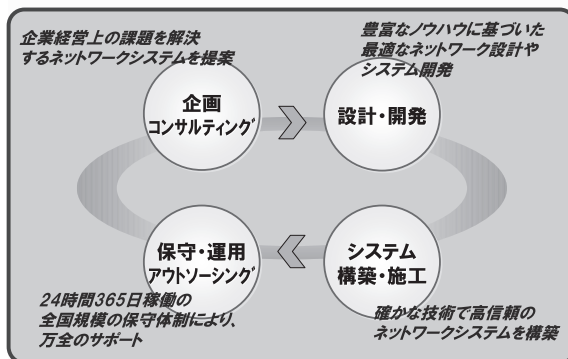 企業経営上の課題を解決
するネットワークシステムを提案
豊富なノウハウに基づいた
最適なネットワーク設計や
システム開発
企画
コンサルティング
設計・開発
保守・運用
アウトソーシング
システム
構築・施工
24時間365日稼働の
全国規模の保守体制により、
万全のサポート
確かな技術で高信頼の
ネットワークシステムを構築